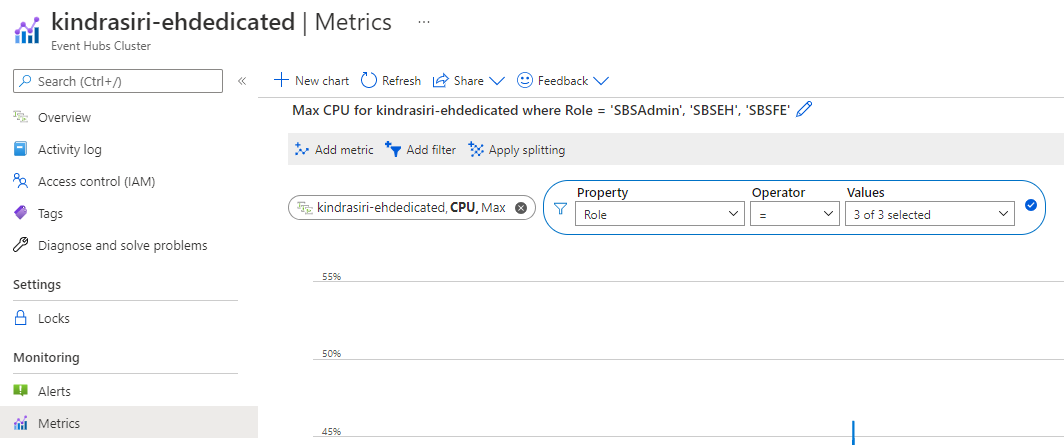 kindrasiri-ehdedicated | Metrics ...
Event Hubs Cluster
Search (Ctrl+/) «
Overview
Activity log
Access control (IAM)
Tags
Diagnose and solve problems
Settings
Locks
Monitoring
Alerts
Metrics
New chart Refresh Share Feedback
Max CPU for kindrasiri-ehdedicated where Role = 'SBSAdmin', 'SBSEH', 'SBSFE'
Add metric Add filter Apply splitting
kindrasiri-ehdedicated, CPU, Max
Property Operator Values
Role = 3 of 3 selected
55%
50%
45%